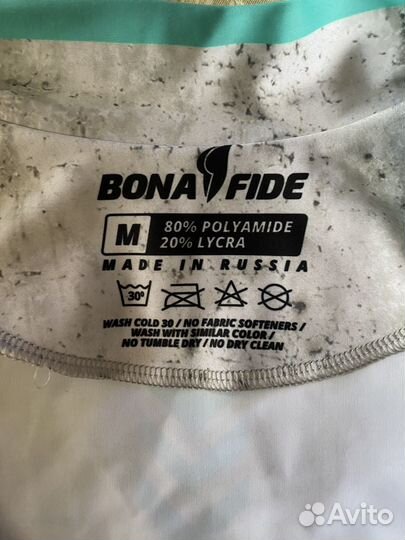 BONA FIDE
M 80% POLYAMIDE
20% LYCRA
MADE IN RUSSIA
30°
WASH COLD 30 / NO FABRIC SOFTENERS /
WASH WITH SIMILAR COLOR /
NO TUMBLE DRY / NO DRY CLEAN
Avito